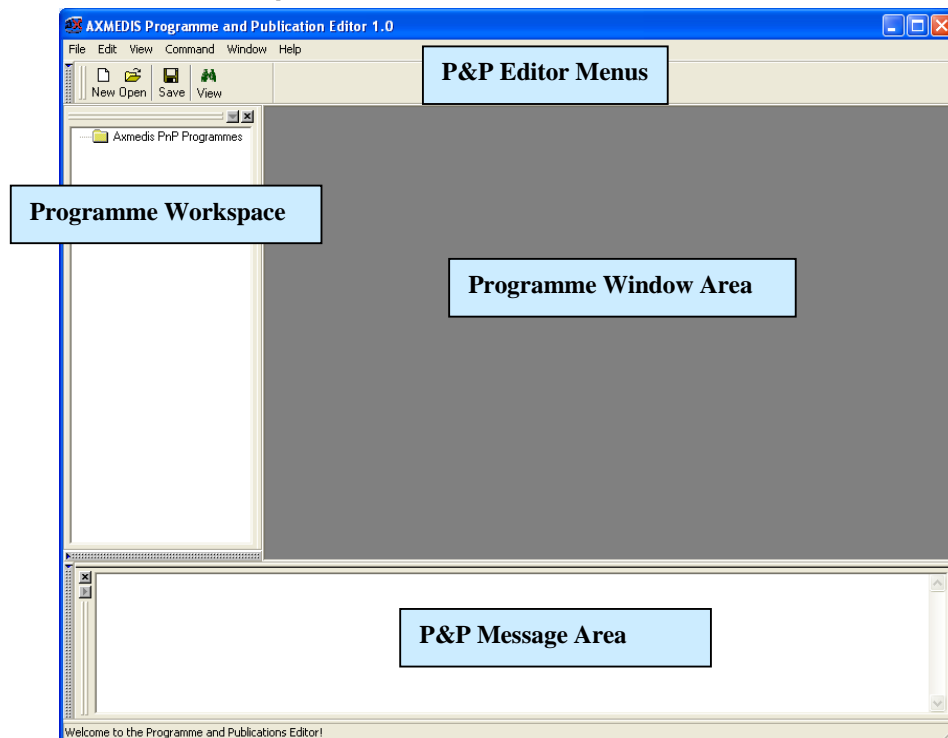 AXMEDIS Programme and Publication Editor 1.0
File Edit View Command Window Help
P&P Editor Menus
New Open Save View
Axmedis PnP Programmes
Programme Workspace
Programme Window Area
P&P Message Area
Welcome to the Programme and Publications Editor!